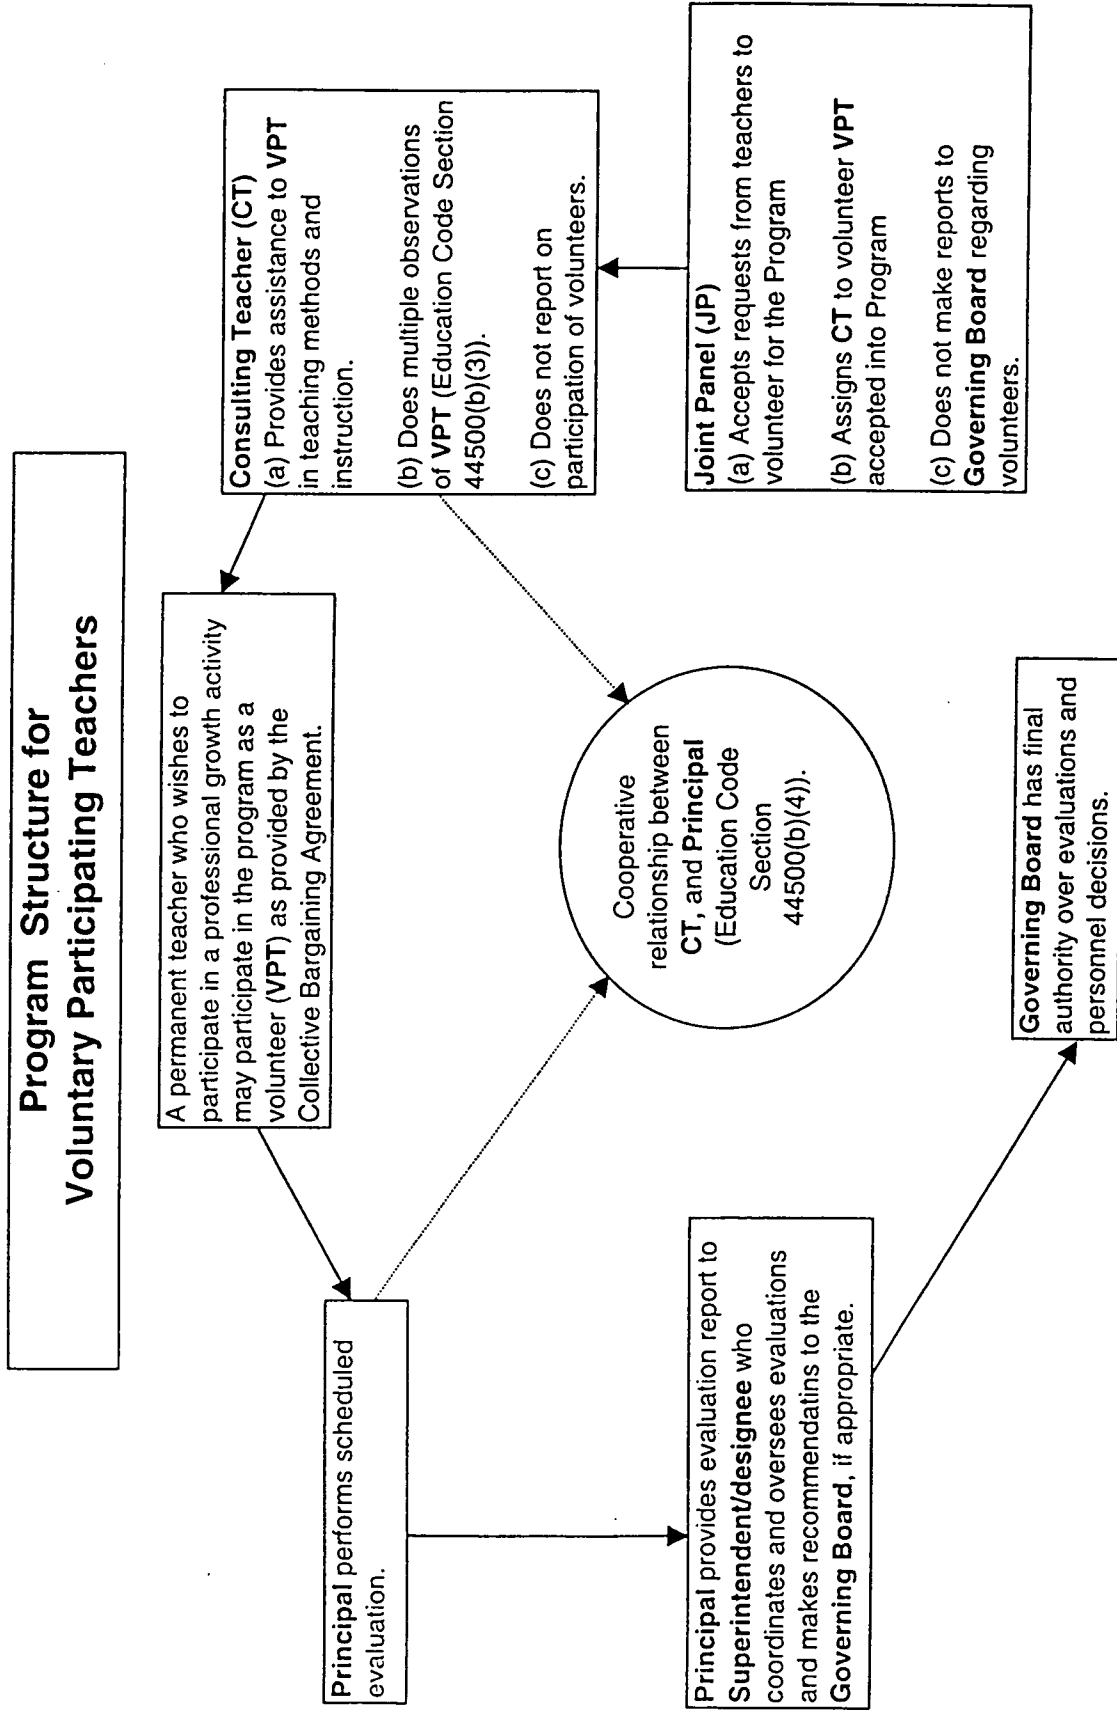 Program Structure for
Voluntary Participating Teachers
A permanent teacher who wishes to
participate in a professional growth activity
may participate in the program as a
volunteer (VPT) as provided by the
Collective Bargaining Agreement.
Consulting Teacher (CT)
(a) Provides assistance to VPT
in teaching methods and
instruction.
(b) Does multiple observations
of VPT (Education Code Section
44500(b)(3)).
(c) Does not report on
participation of volunteers.
Principal performs scheduled
evaluation.
Cooperative
relationship between
CT, and Principal
(Education Code
Section
44500(b)(4)).
Joint Panel (JP)
(a) Accepts requests from teachers to
volunteer for the Program
(b) Assigns CT to volunteer VPT
accepted into Program
(c) Does not make reports to
Governing Board regarding
volunteers.
Principal provides evaluation report to
Superintendent/designee who
coordinates and oversees evaluations
and makes recommendatins to the
Governing Board, if appropriate.
Governing Board has final
authority over evaluations and
personnel decisions.